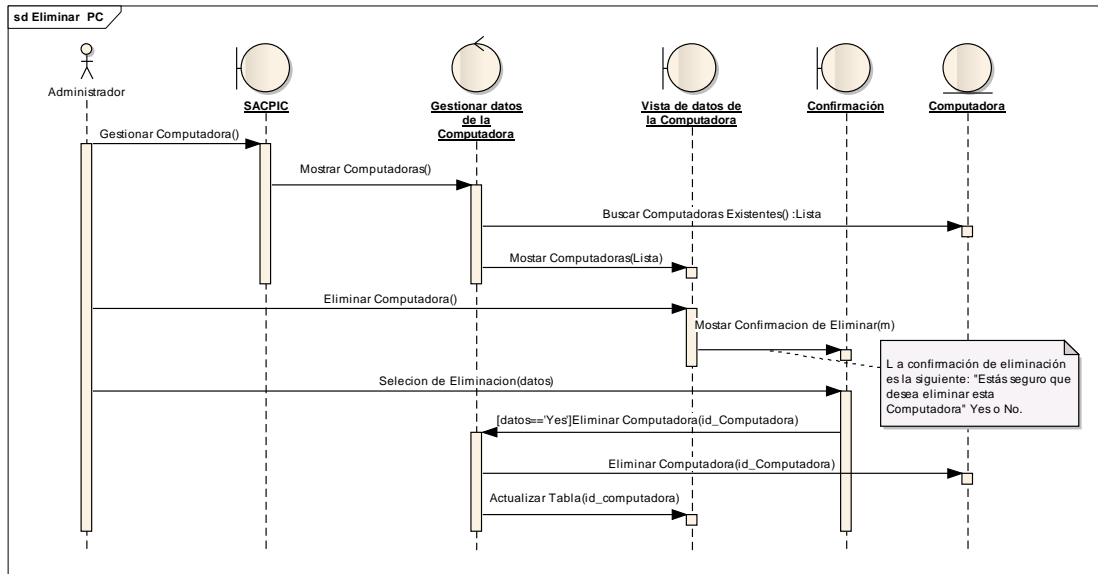 sd Eliminar PC
Administrador
SACPIC
Gestionar datos
de la
Computadora
Vista de datos de
la Computadora
Confirmación
Computadora
Gestionar Computadora()
Mostrar Computadoras()
Buscar Computadoras Existentes() :Lista
Mostar Computadoras(Lista)
Eliminar Computadora()
Mostar Confirmacion de Eliminar(m)
L a confirmación de eliminación
es la siguiente: "Estás seguro que
desea eliminar esta
Computadora" Yes o No.
Selecion de Eliminacion(datos)
[datos=='Yes']Eliminar Computadora(id_Computadora)
Eliminar Computadora(id_Computadora)
Actualizar Tabla(id_computadora)